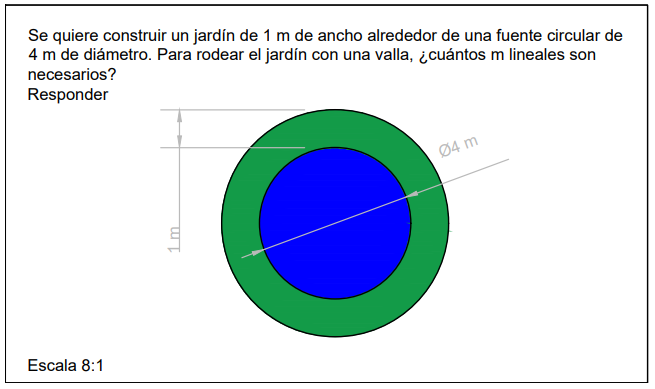 Se quiere construir un jardín de 1 m de ancho alrededor de una fuente circular de
4 m de diámetro. Para rodear el jardín con una valla, ¿cuántos m lineales son
necesarios?
Responder
Ø4 m
1 m
Escala 8:1